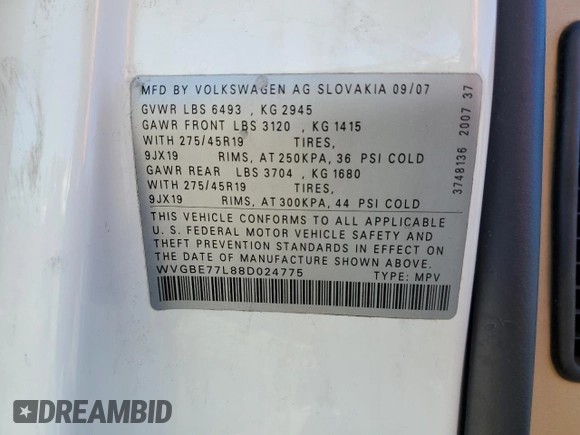 MFD BY VOLKSWAGEN AG SLOVAKIA 09/07
GVWR LBS 6493 , KG 2945
GAWR FRONT LBS 3120 , KG 1415
WITH 275/45R19 TIRES,
9JX19 RIMS, AT 250KPA, 36 PSI COLD
GAWR REAR LBS 3704 , KG 1680
WITH 275/45R19 TIRES,
9JX19 RIMS, AT 300KPA, 44 PSI COLD
THIS VEHICLE CONFORMS TO ALL APPLICABLE
U. S. FEDERAL MOTOR VEHICLE SAFETY AND
THEFT PREVENTION STANDARDS IN EFFECT ON
THE DATE OF MANUFACTURE SHOWN ABOVE.
WVGBE77L88D024775 TYPE: MPV
3748136 2007 37
DREAMBID